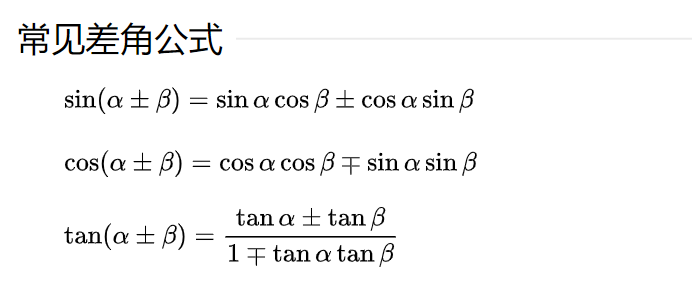 常见差角公式
sin(α ± β) = sin α cos β ± cos α sin β
cos(α ± β) = cos α cos β ∓ sin α sin β
tan(α ± β) = \frac{tan α ± tan β}{1 ∓ tan α tan β}